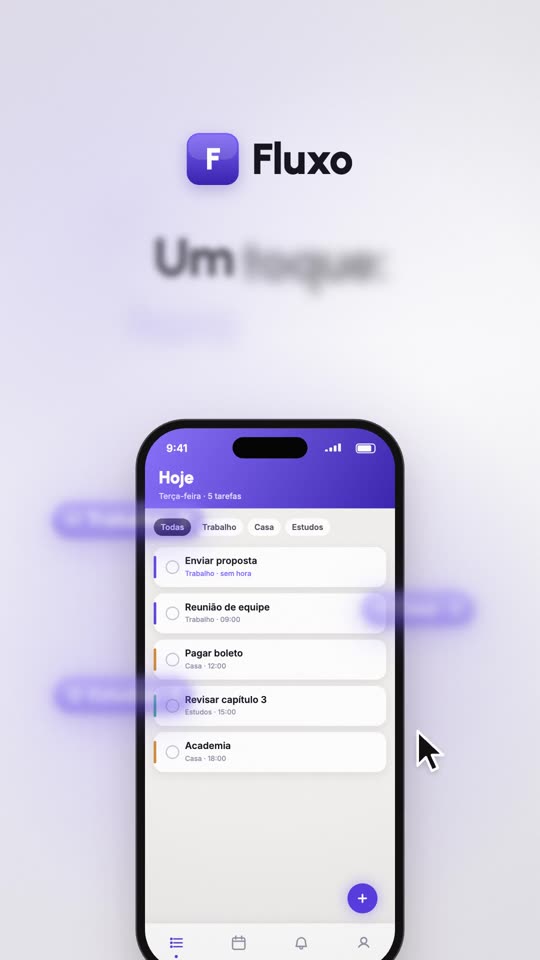 F Fluxo
Um toque:
9:41
Hoje
Terça-feira · 5 tarefas
Todas Trabalho Casa Estudos
Enviar proposta
Trabalho · sem hora
Reunião de equipe
Trabalho · 09:00
Pagar boleto
Casa · 12:00
Revisar capítulo 3
Estudos · 15:00
Academia
Casa · 18:00
+